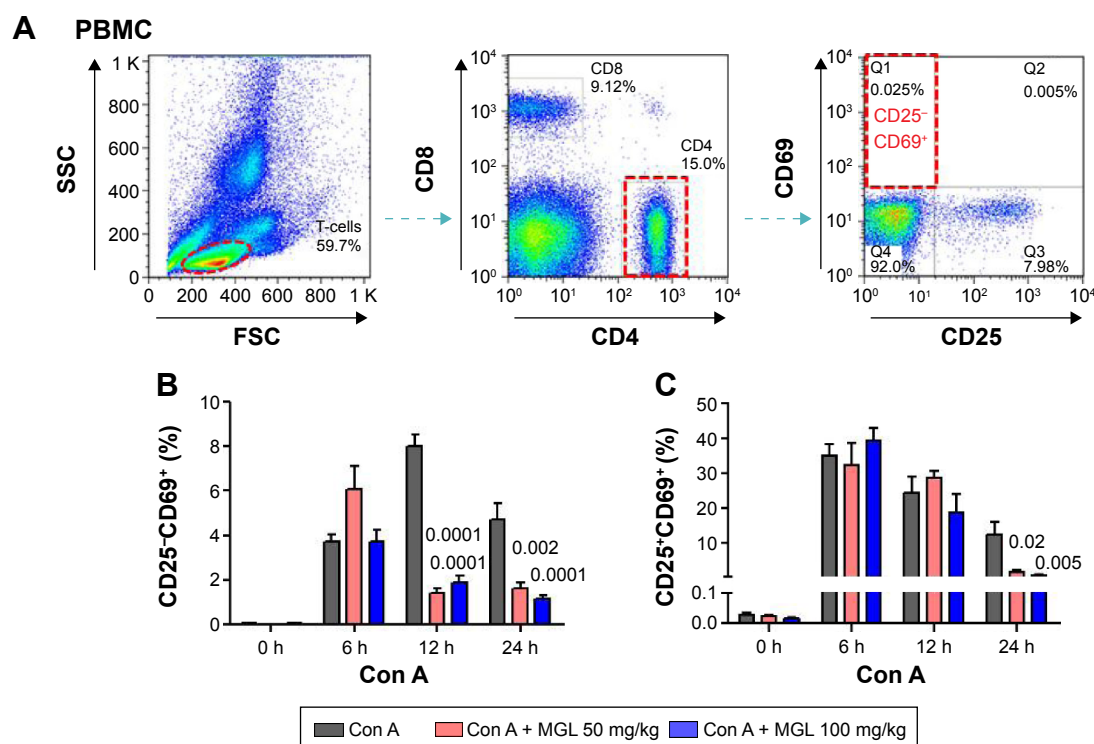 A PBMC
SSC
1 K
800
600
400
200
0
T-cells
59.7%
0 200 400 600 800 1 K
FSC
CD8
10⁴
10³
10²
10¹
10⁰
CD8
9.12%
CD4
15.0%
10⁰ 10¹ 10² 10³ 10⁴
CD4
CD69
10⁴
10³
10²
10¹
10⁰
Q1
0.025%
CD25⁻
CD69⁺
Q2
0.005%
Q4
92.0%
Q3
7.98%
10⁰ 10¹ 10² 10³ 10⁴
CD25
B
CD25⁻CD69⁺ (%)
10
8
6
4
2
0
0.0001
0.0001
0.002
0.0001
0 h 6 h 12 h 24 h
Con A
C
CD25⁺CD69⁺ (%)
50
40
30
20
10
0.1
0.0
0.02
0.005
0 h 6 h 12 h 24 h
Con A
Con A Con A + MGL 50 mg/kg Con A + MGL 100 mg/kg